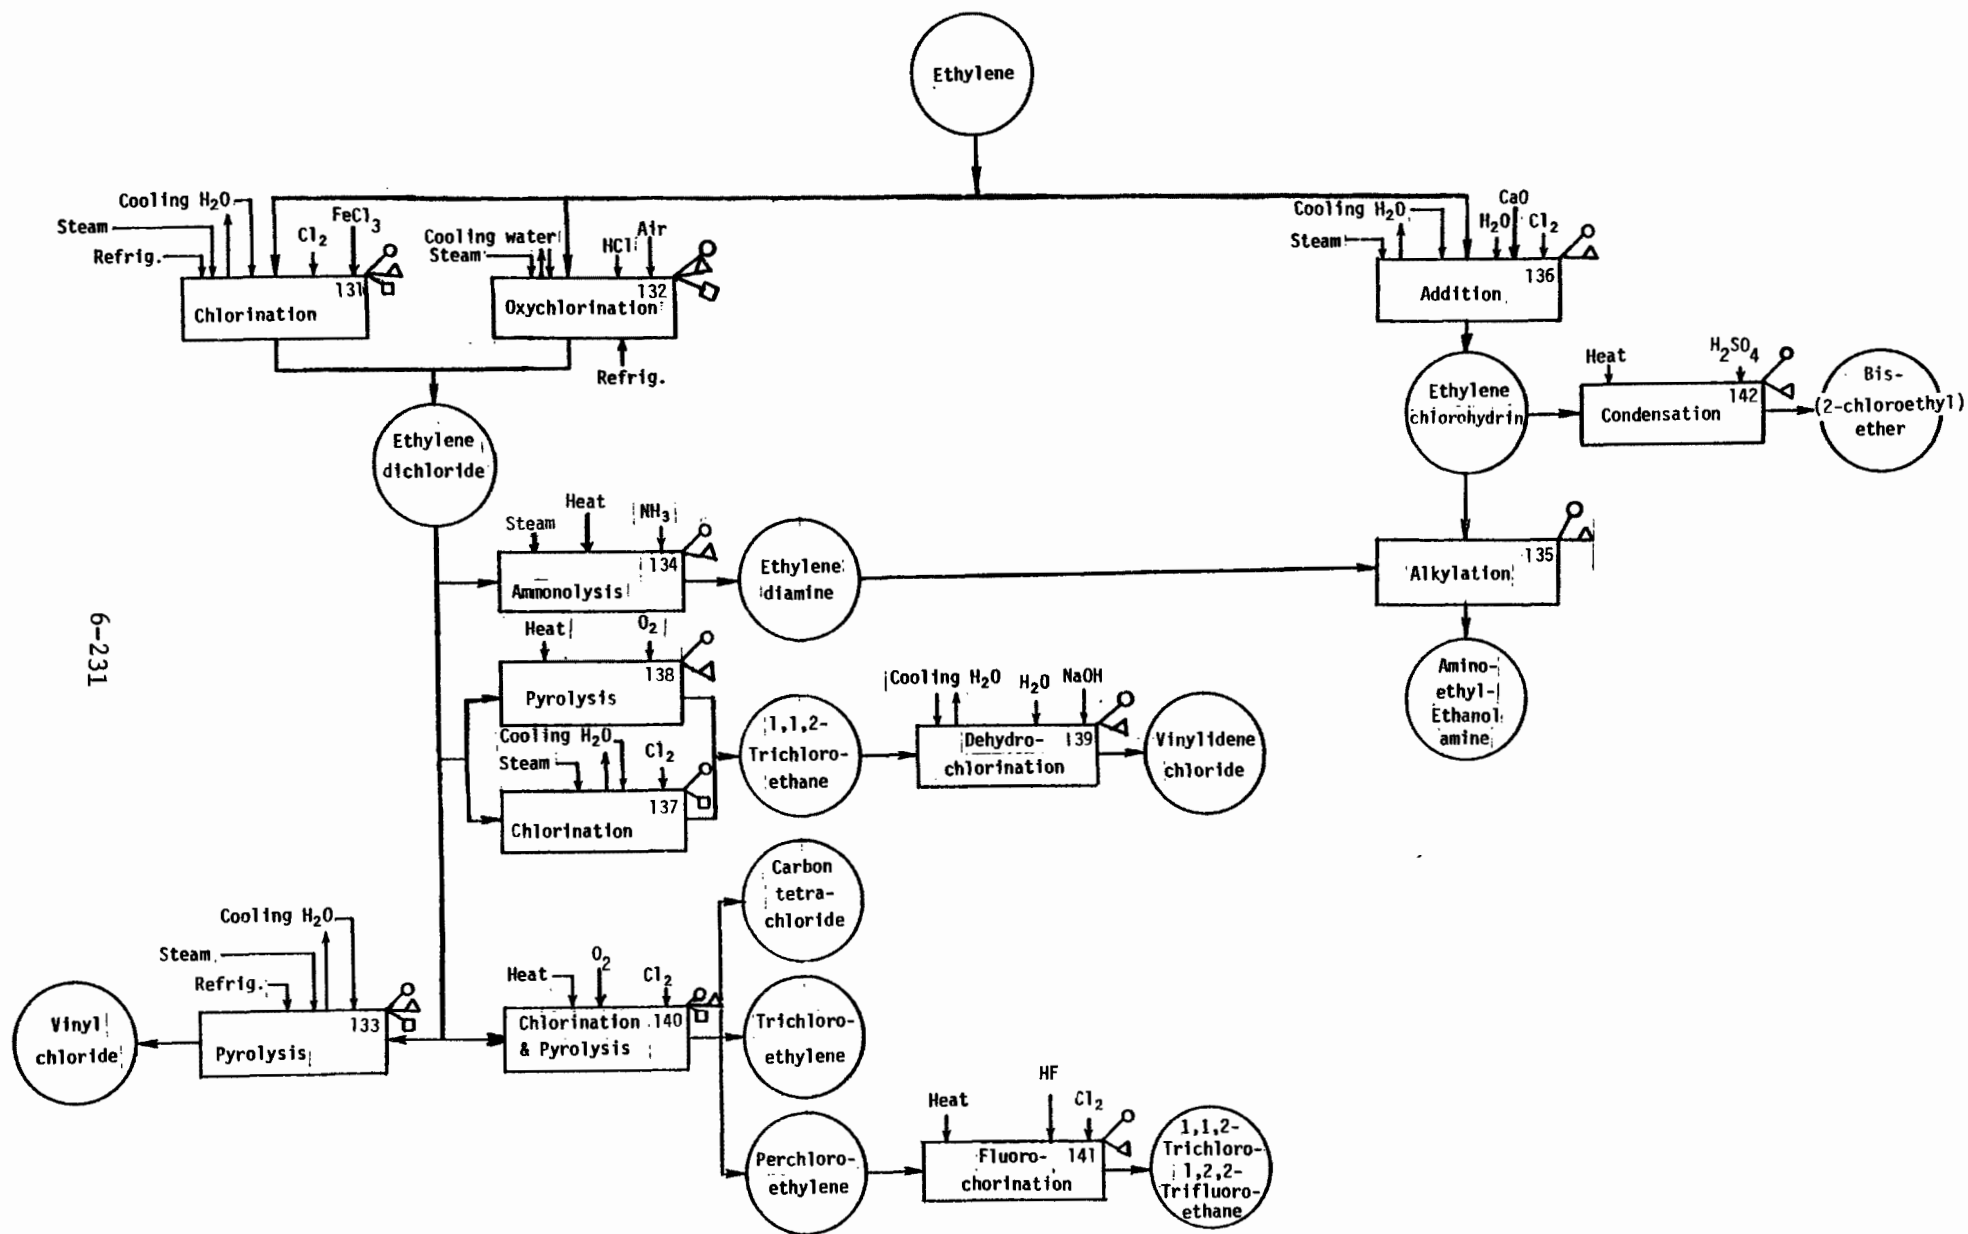 Ethylene
Cooling H2O
Steam
Refrig.
Cl2
FeCl3
131
Chlorination
Cooling water
Steam
HCl
Air
132
Oxychlorination
Refrig.
Cooling H2O
Steam
H2O
CaO
Cl2
136
Addition
Ethylene
dichloride
Ethylene
chlorohydrin
Heat
H2SO4
142
Condensation
Bis-
(2-chloroethyl)
ether
Steam
Heat
NH3
134
Ammonolysis
Ethylene
diamine
135
Alkylation
Amino-
ethyl-
Ethanol
amine
Heat
O2
138
Pyrolysis
Cooling H2O
Steam
Cl2
137
Chlorination
1,1,2-
Trichloro-
ethane
Cooling H2O
H2O
NaOH
139
Dehydro-
chlorination
Vinylidene
chloride
6-231
Carbon
tetra-
chloride
Cooling H2O
Steam
Refrig.
133
Pyrolysis
Vinyl
chloride
Heat
O2
Cl2
140
Chlorination
& Pyrolysis
Trichloro-
ethylene
Perchloro-
ethylene
Heat
HF
Cl2
141
Fluoro-
chorination
1,1,2-
Trichloro-
1,2,2-
Trifluoro-
ethane